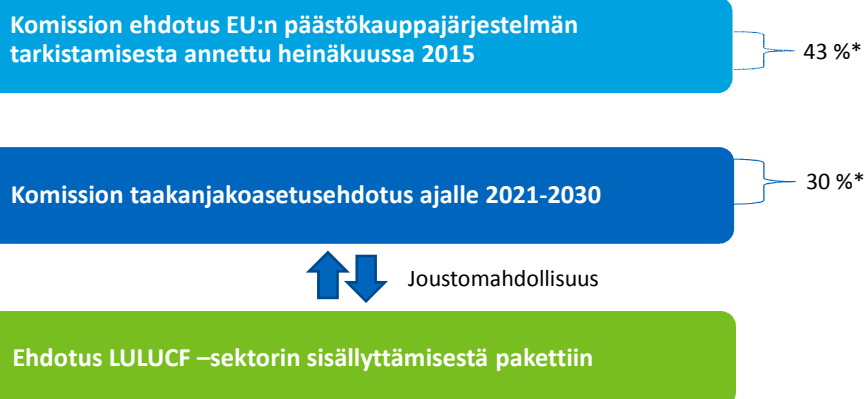 Komission ehdotus EU:n päästökauppajärjestelmän
tarkistamisesta annettu heinäkuussa 2015
43 %*
Komission taakanjakoasetusehdotus ajalle 2021-2030
30 %*
Joustomahdollisuus
Ehdotus LULUCF –sektorin sisällyttämisestä pakettiin